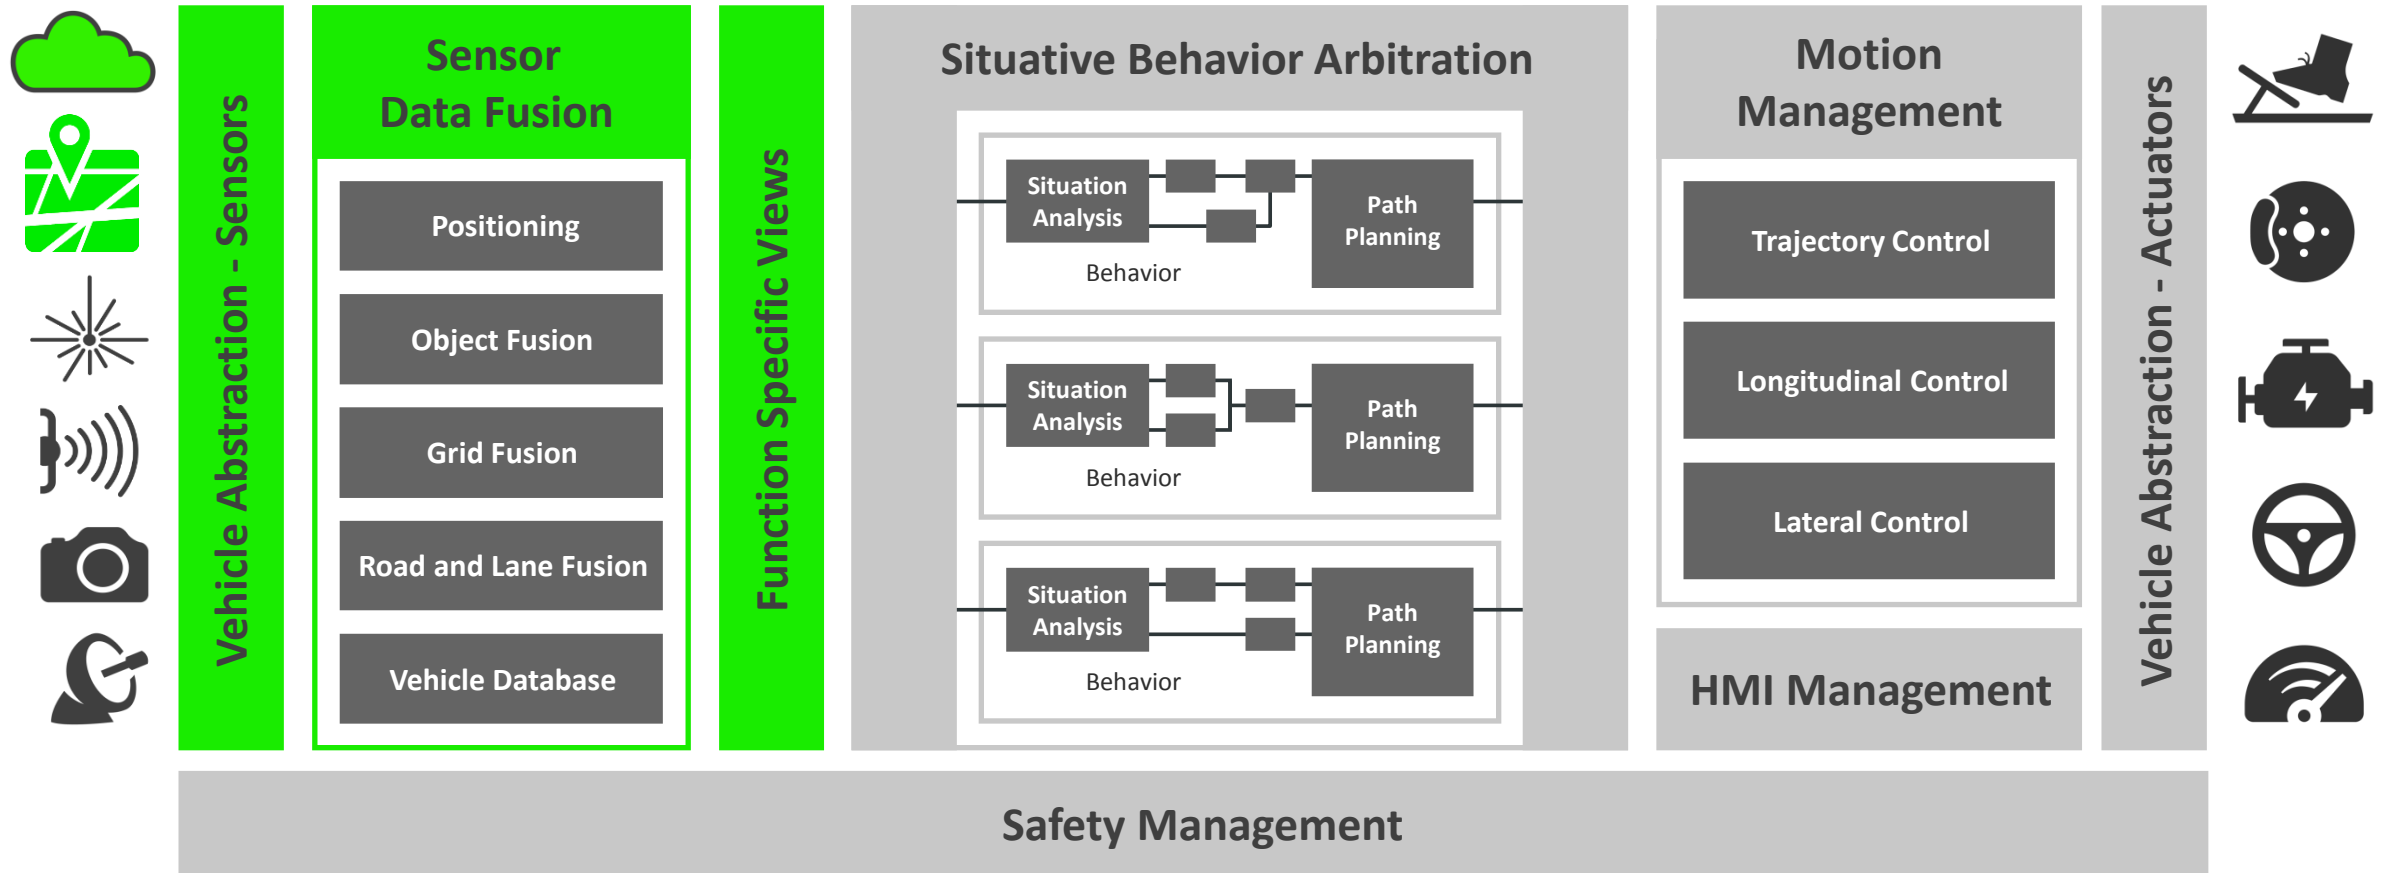 Vehicle Abstraction - Sensors
Sensor
Data Fusion
Positioning
Object Fusion
Grid Fusion
Road and Lane Fusion
Vehicle Database
Function Specific Views
Situative Behavior Arbitration
Situation
Analysis
Path
Planning
Behavior
Situation
Analysis
Path
Planning
Behavior
Situation
Analysis
Path
Planning
Behavior
Motion
Management
Trajectory Control
Longitudinal Control
Lateral Control
HMI Management
Vehicle Abstraction - Actuators
Safety Management